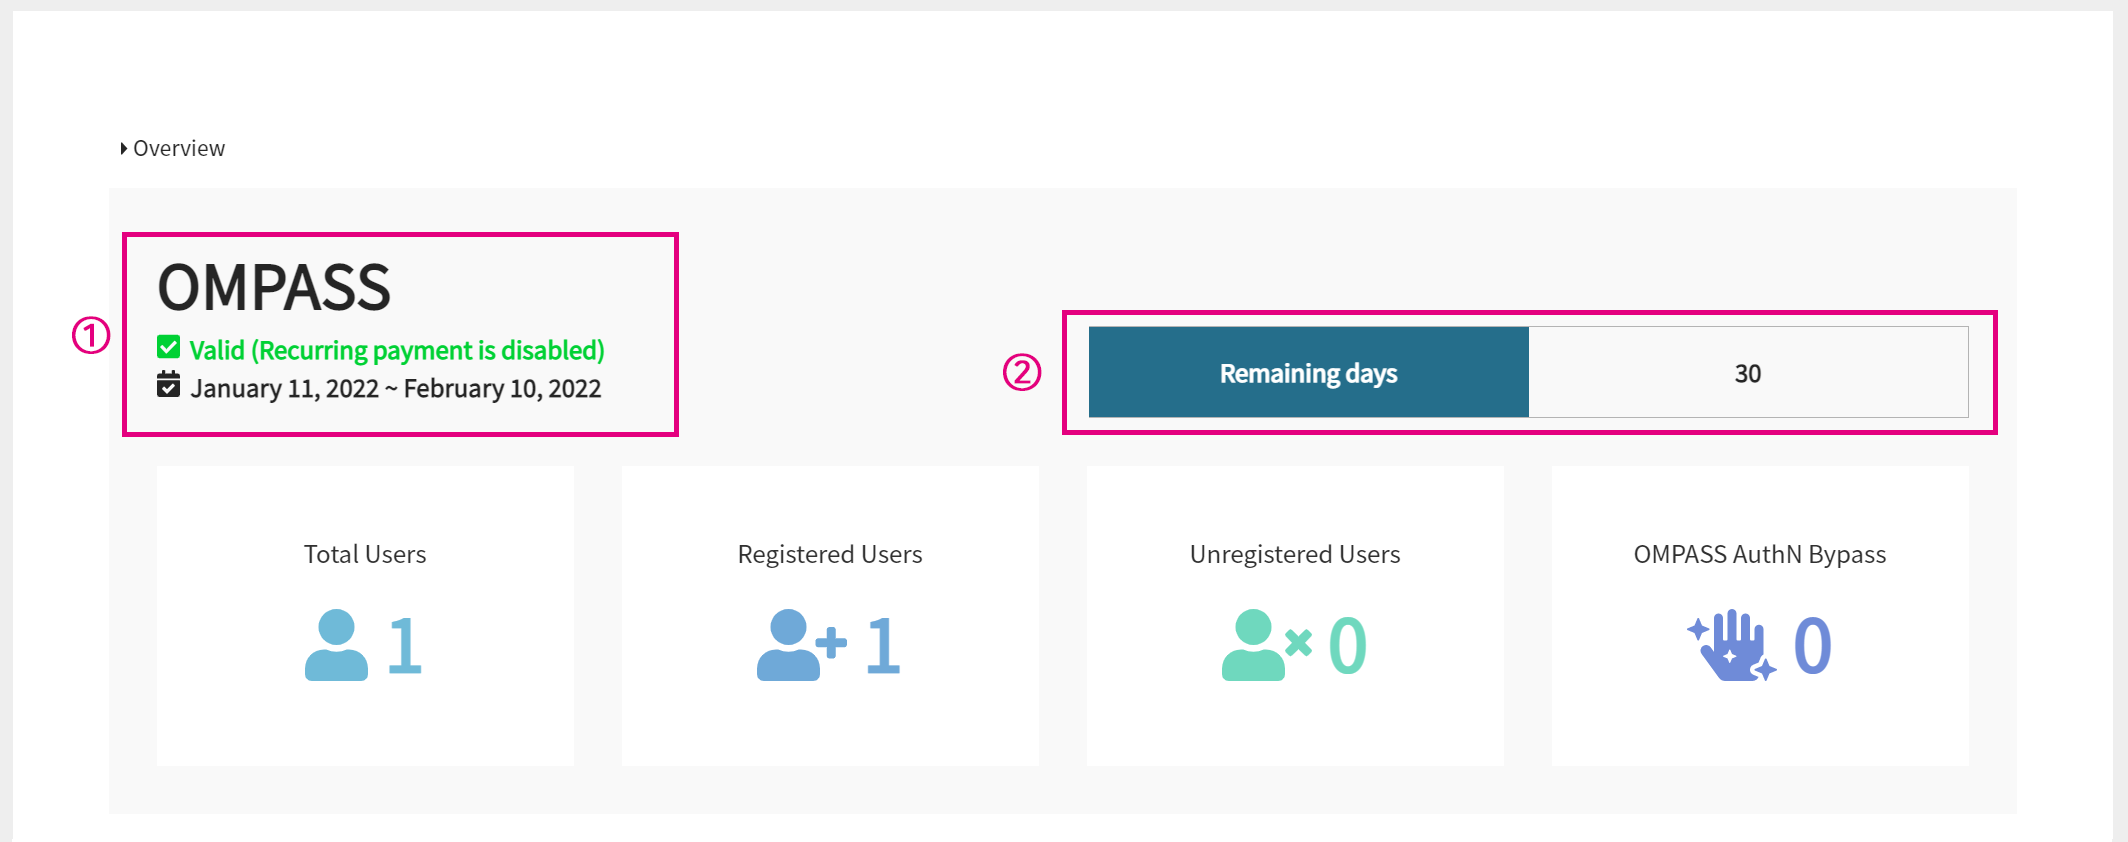 Overview
OMPASS
① Valid (Recurring payment is disabled)
January 11, 2022 ~ February 10, 2022
② Remaining days 30
Total Users
1
Registered Users
1
Unregistered Users
0
OMPASS AuthN Bypass
0